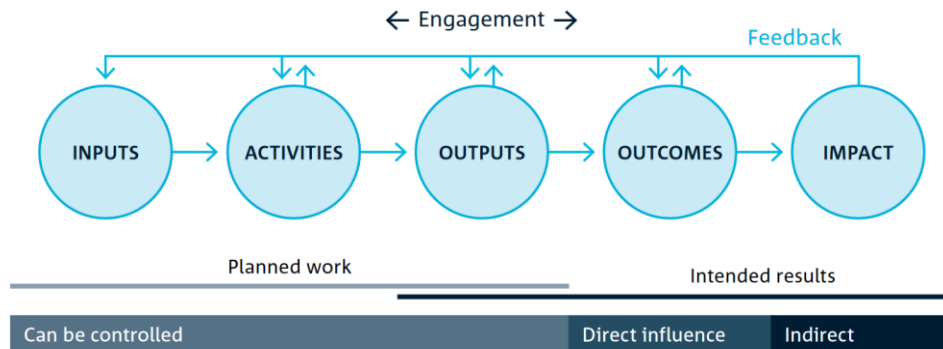 ← Engagement →
Feedback
INPUTS
ACTIVITIES
OUTPUTS
OUTCOMES
IMPACT
Planned work
Intended results
Can be controlled
Direct influence
Indirect